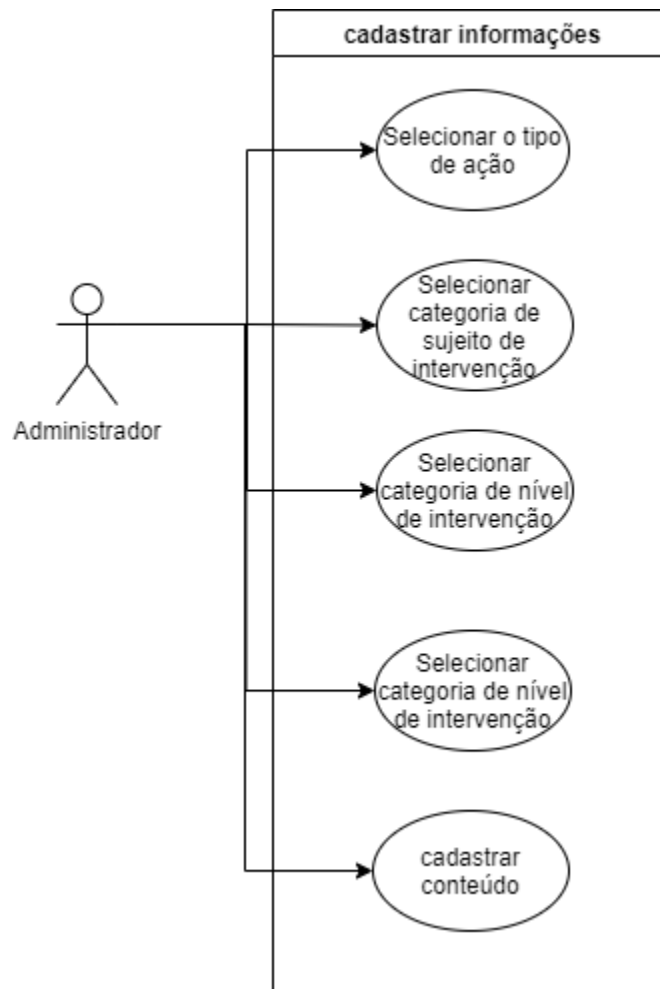 cadastrar informações
Selecionar o tipo
de ação
Selecionar
categoria de
sujeito de
intervenção
Administrador
Selecionar
categoria de nível
de intervenção
Selecionar
categoria de nível
de intervenção
cadastrar
conteúdo